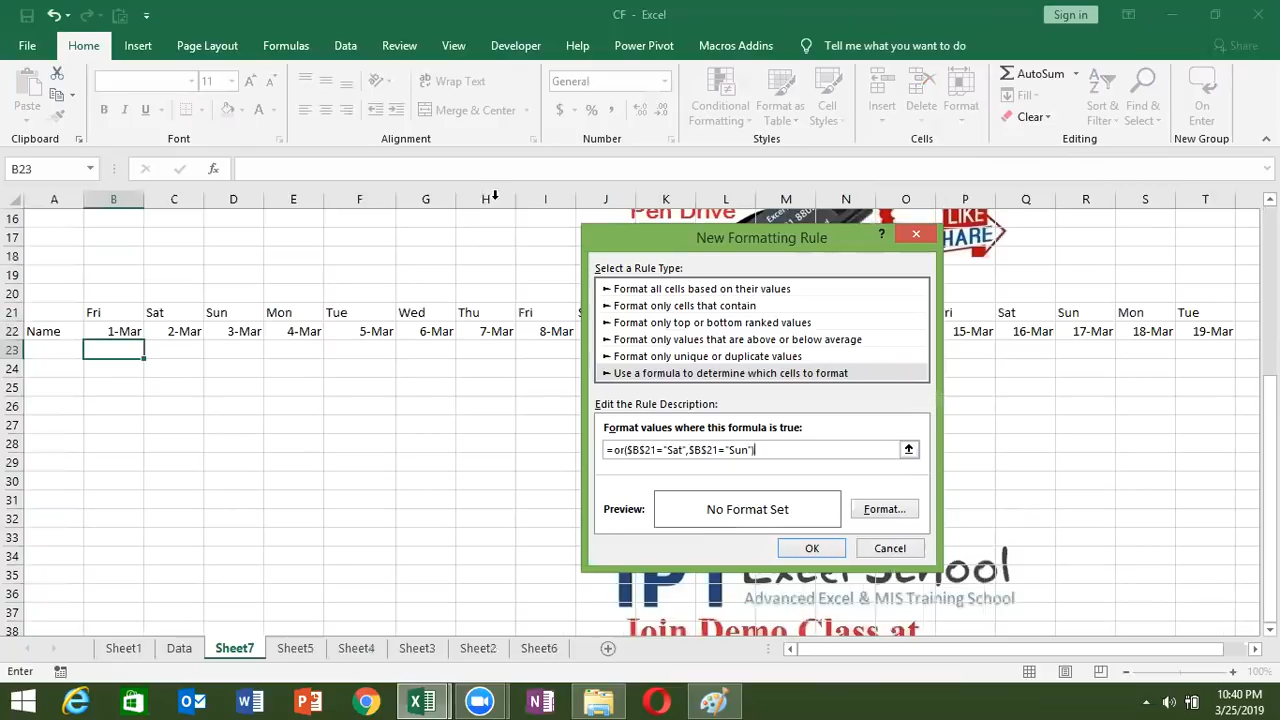 CF - Excel
Sign in
File Home Insert Page Layout Formulas Data Review View Developer Help Power Pivot Macros Addins Tell me what you want to do Share
Paste
11
Wrap Text
Merge & Center
General
Conditional Formatting
Format as Table
Cell Styles
Insert Delete Format
AutoSum
Fill
Clear
Sort & Filter
Find & Select
On Enter
Clipboard Font Alignment Number Styles Cells Editing New Group
B23
A B C D E F G H I J K L M N O P Q R S T
16
Pen Drive
LIKE
SHARE
17
18
19
20
21 Fri Sat Sun Mon Tue Wed Thu Fri Sat Sun Mon Tue
22 Name 1-Mar 2-Mar 3-Mar 4-Mar 5-Mar 6-Mar 7-Mar 8-Mar 15-Mar 16-Mar 17-Mar 18-Mar 19-Mar
23
24
25
26
27
28
29
30
31
32
33
34
35
36
37
38
New Formatting Rule
?
Select a Rule Type:
► Format all cells based on their values
► Format only cells that contain
► Format only top or bottom ranked values
► Format only values that are above or below average
► Format only unique or duplicate values
► Use a formula to determine which cells to format
Edit the Rule Description:
Format values where this formula is true:
=or($B$21="Sat",$B$21="Sun")
Preview:
No Format Set
Format...
OK
Cancel
Excel School
Advanced Excel & MIS Training School
Join Demo Class at
Sheet1 Data Sheet7 Sheet5 Sheet4 Sheet3 Sheet2 Sheet6
Enter
100%
10:40 PM
3/25/2019